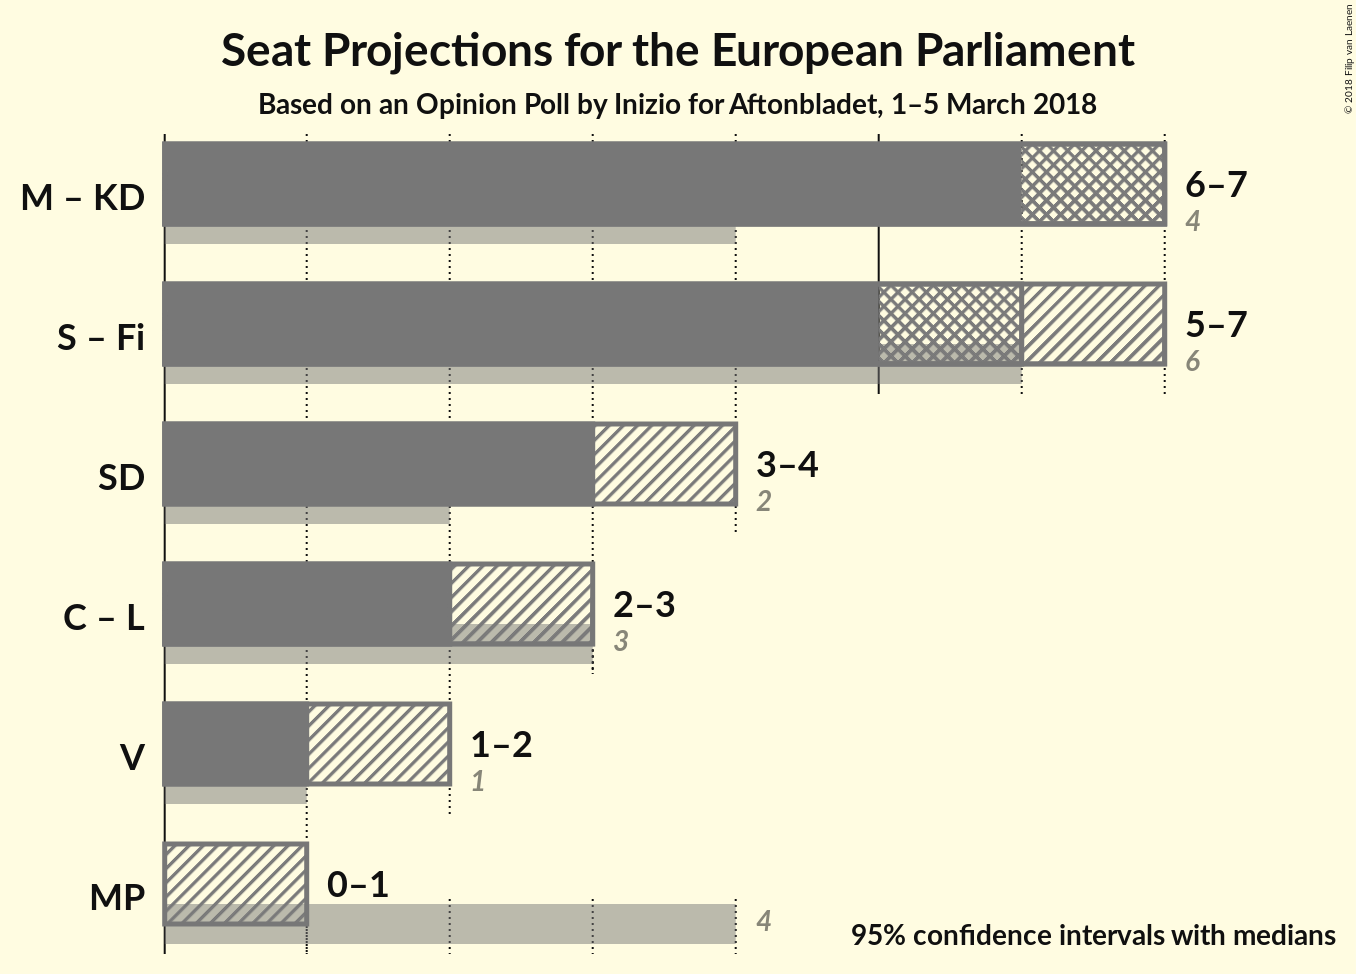 Seat Projections for the European Parliament
Based on an Opinion Poll by Inizio for Aftonbladet, 1–5 March 2018
© 2018 Filip van Laenen
M – KD
6–7
4
S – Fi
5–7
6
SD
3–4
2
C – L
2–3
3
V
1–2
1
MP
0–1
4
95% confidence intervals with medians